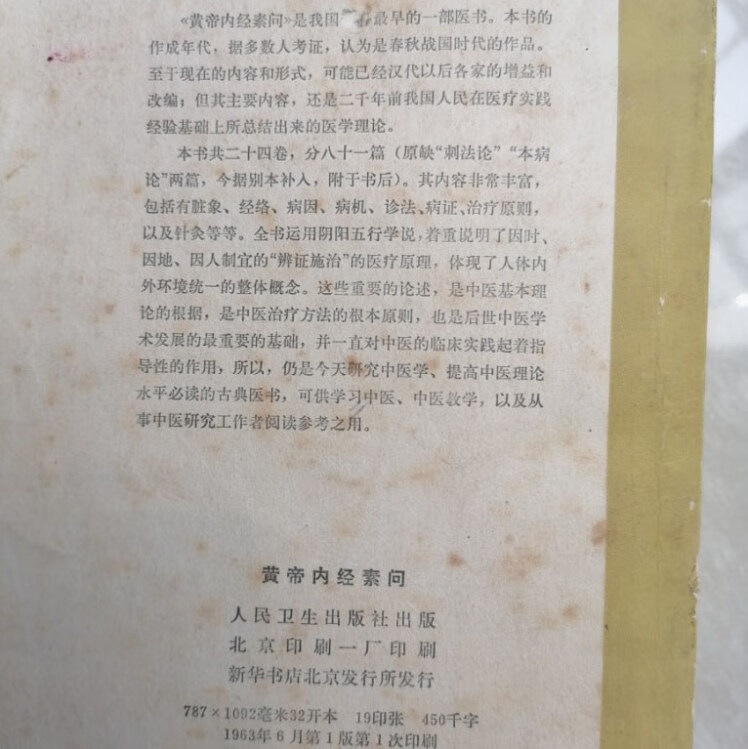 《黄帝内经素问》是我国 最早的一部医书。本书的
作成年代，据多数人考证，认为是春秋战国时代的作品。
至于现在的内容和形式，可能已经汉代以后各家的增益和
改编；但其主要内容，还是二千年前我国人民在医疗实践
经验基础上所总结出来的医学理论。
本书共二十四卷，分八十一篇（原缺“刺法论”“本病
论”两篇，今据别本补入，附于书后）。其内容非常丰富，
包括有脏象、经络、病因、病机、诊法、病证、治疗原则，
以及针灸等等。全书运用阴阳五行学说，着重说明了因时、
因地、因人制宜的“辨证施治”的医疗原理，体现了人体内
外环境统一的整体概念。这些重要的论述，是中医基本理
论的根据，是中医治疗方法的根本原则，也是后世中医学
术发展的最重要的基础，并一直对中医的临床实践起着指
导性的作用，所以，仍是今天研究中医学、提高中医理论
水平必读的古典医书，可供学习中医、中医教学，以及从
事中医研究工作者阅读参考之用。
黄帝内经素问
人民卫生出版社出版
北京印刷一厂印刷
新华书店北京发行所发行
787×1092毫米32开本 19印张 450千字
1963年6月第1版第1次印刷